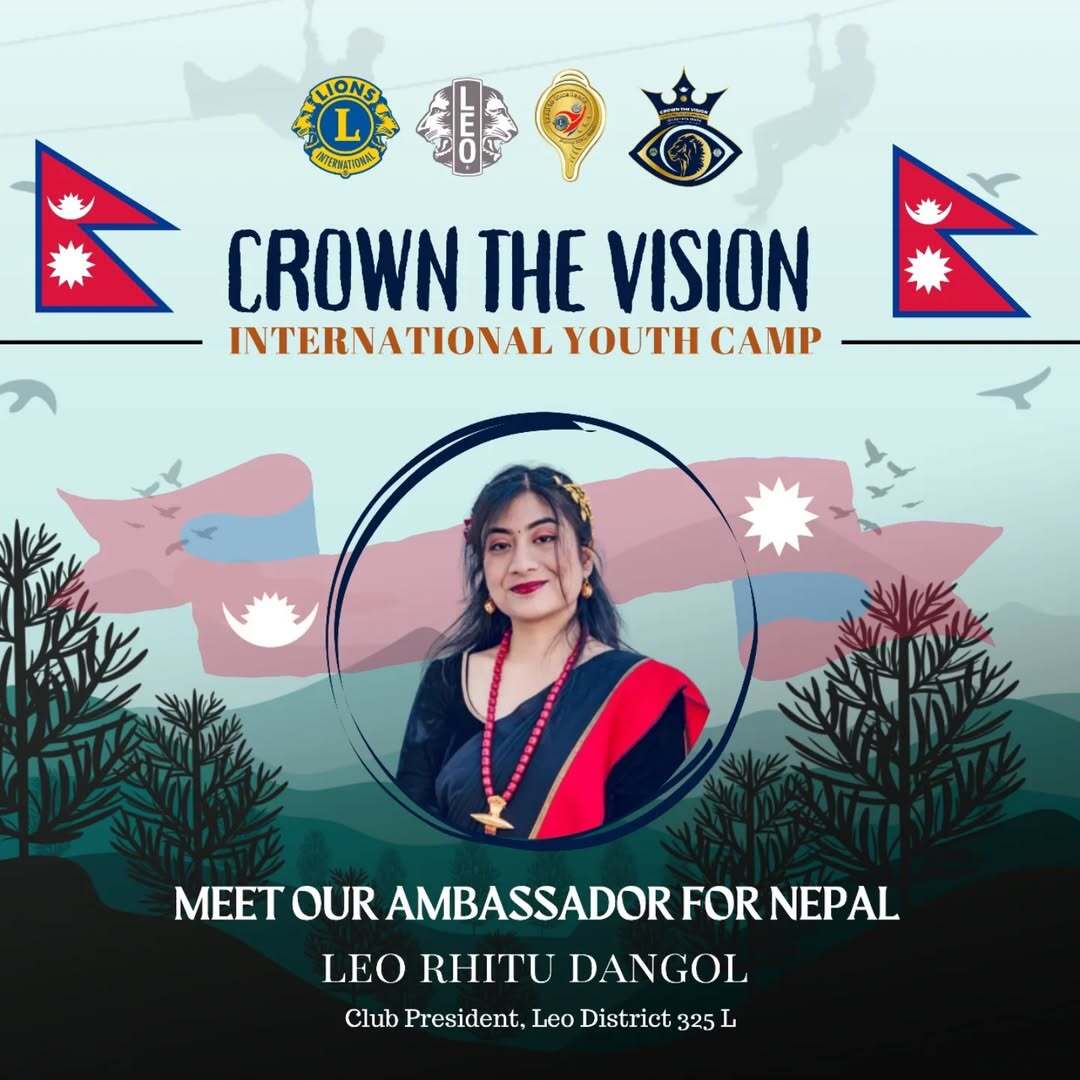 LIONS
L
INTERNATIONAL
LEO
CROWN THE VISION
CROWN THE VISION
INTERNATIONAL YOUTH CAMP
MEET OUR AMBASSADOR FOR NEPAL
LEO RHITU DANGOL
Club President, Leo District 325 L